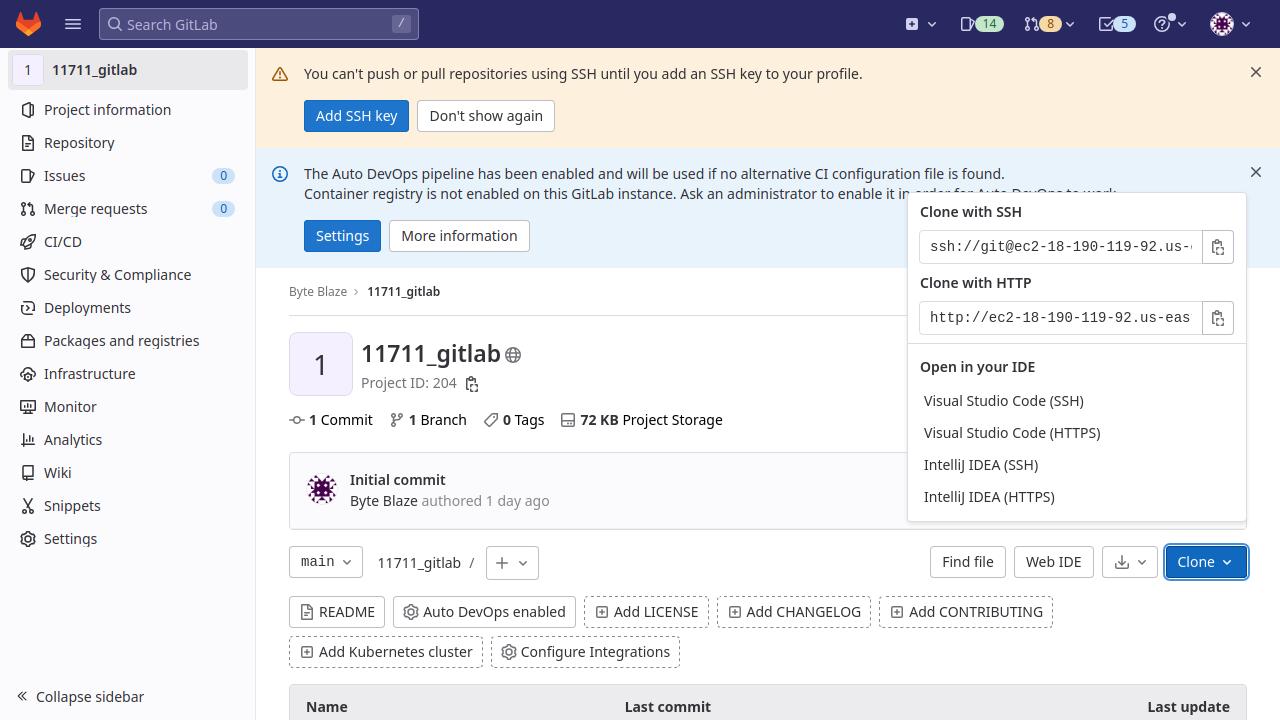 Search GitLab
/
14
8
5
1
11711_gitlab
Project information
Repository
Issues
0
Merge requests
0
CI/CD
Security & Compliance
Deployments
Packages and registries
Infrastructure
Monitor
Analytics
Wiki
Snippets
Settings
Collapse sidebar
You can't push or pull repositories using SSH until you add an SSH key to your profile.
Add SSH key
Don't show again
The Auto DevOps pipeline has been enabled and will be used if no alternative CI configuration file is found.
Container registry is not enabled on this GitLab instance. Ask an administrator to enable it in order for Auto DevOps to work.
Settings
More information
Byte Blaze
11711_gitlab
1
11711_gitlab
Project ID: 204
1 Commit
1 Branch
0 Tags
72 KB Project Storage
Initial commit
Byte Blaze authored 1 day ago
Clone with SSH
ssh://git@ec2-18-190-119-92.us-
Clone with HTTP
http://ec2-18-190-119-92.us-eas
Open in your IDE
Visual Studio Code (SSH)
Visual Studio Code (HTTPS)
IntelliJ IDEA (SSH)
IntelliJ IDEA (HTTPS)
main
11711_gitlab /
Find file
Web IDE
Clone
README
Auto DevOps enabled
Add LICENSE
Add CHANGELOG
Add CONTRIBUTING
Add Kubernetes cluster
Configure Integrations
Name
Last commit
Last update